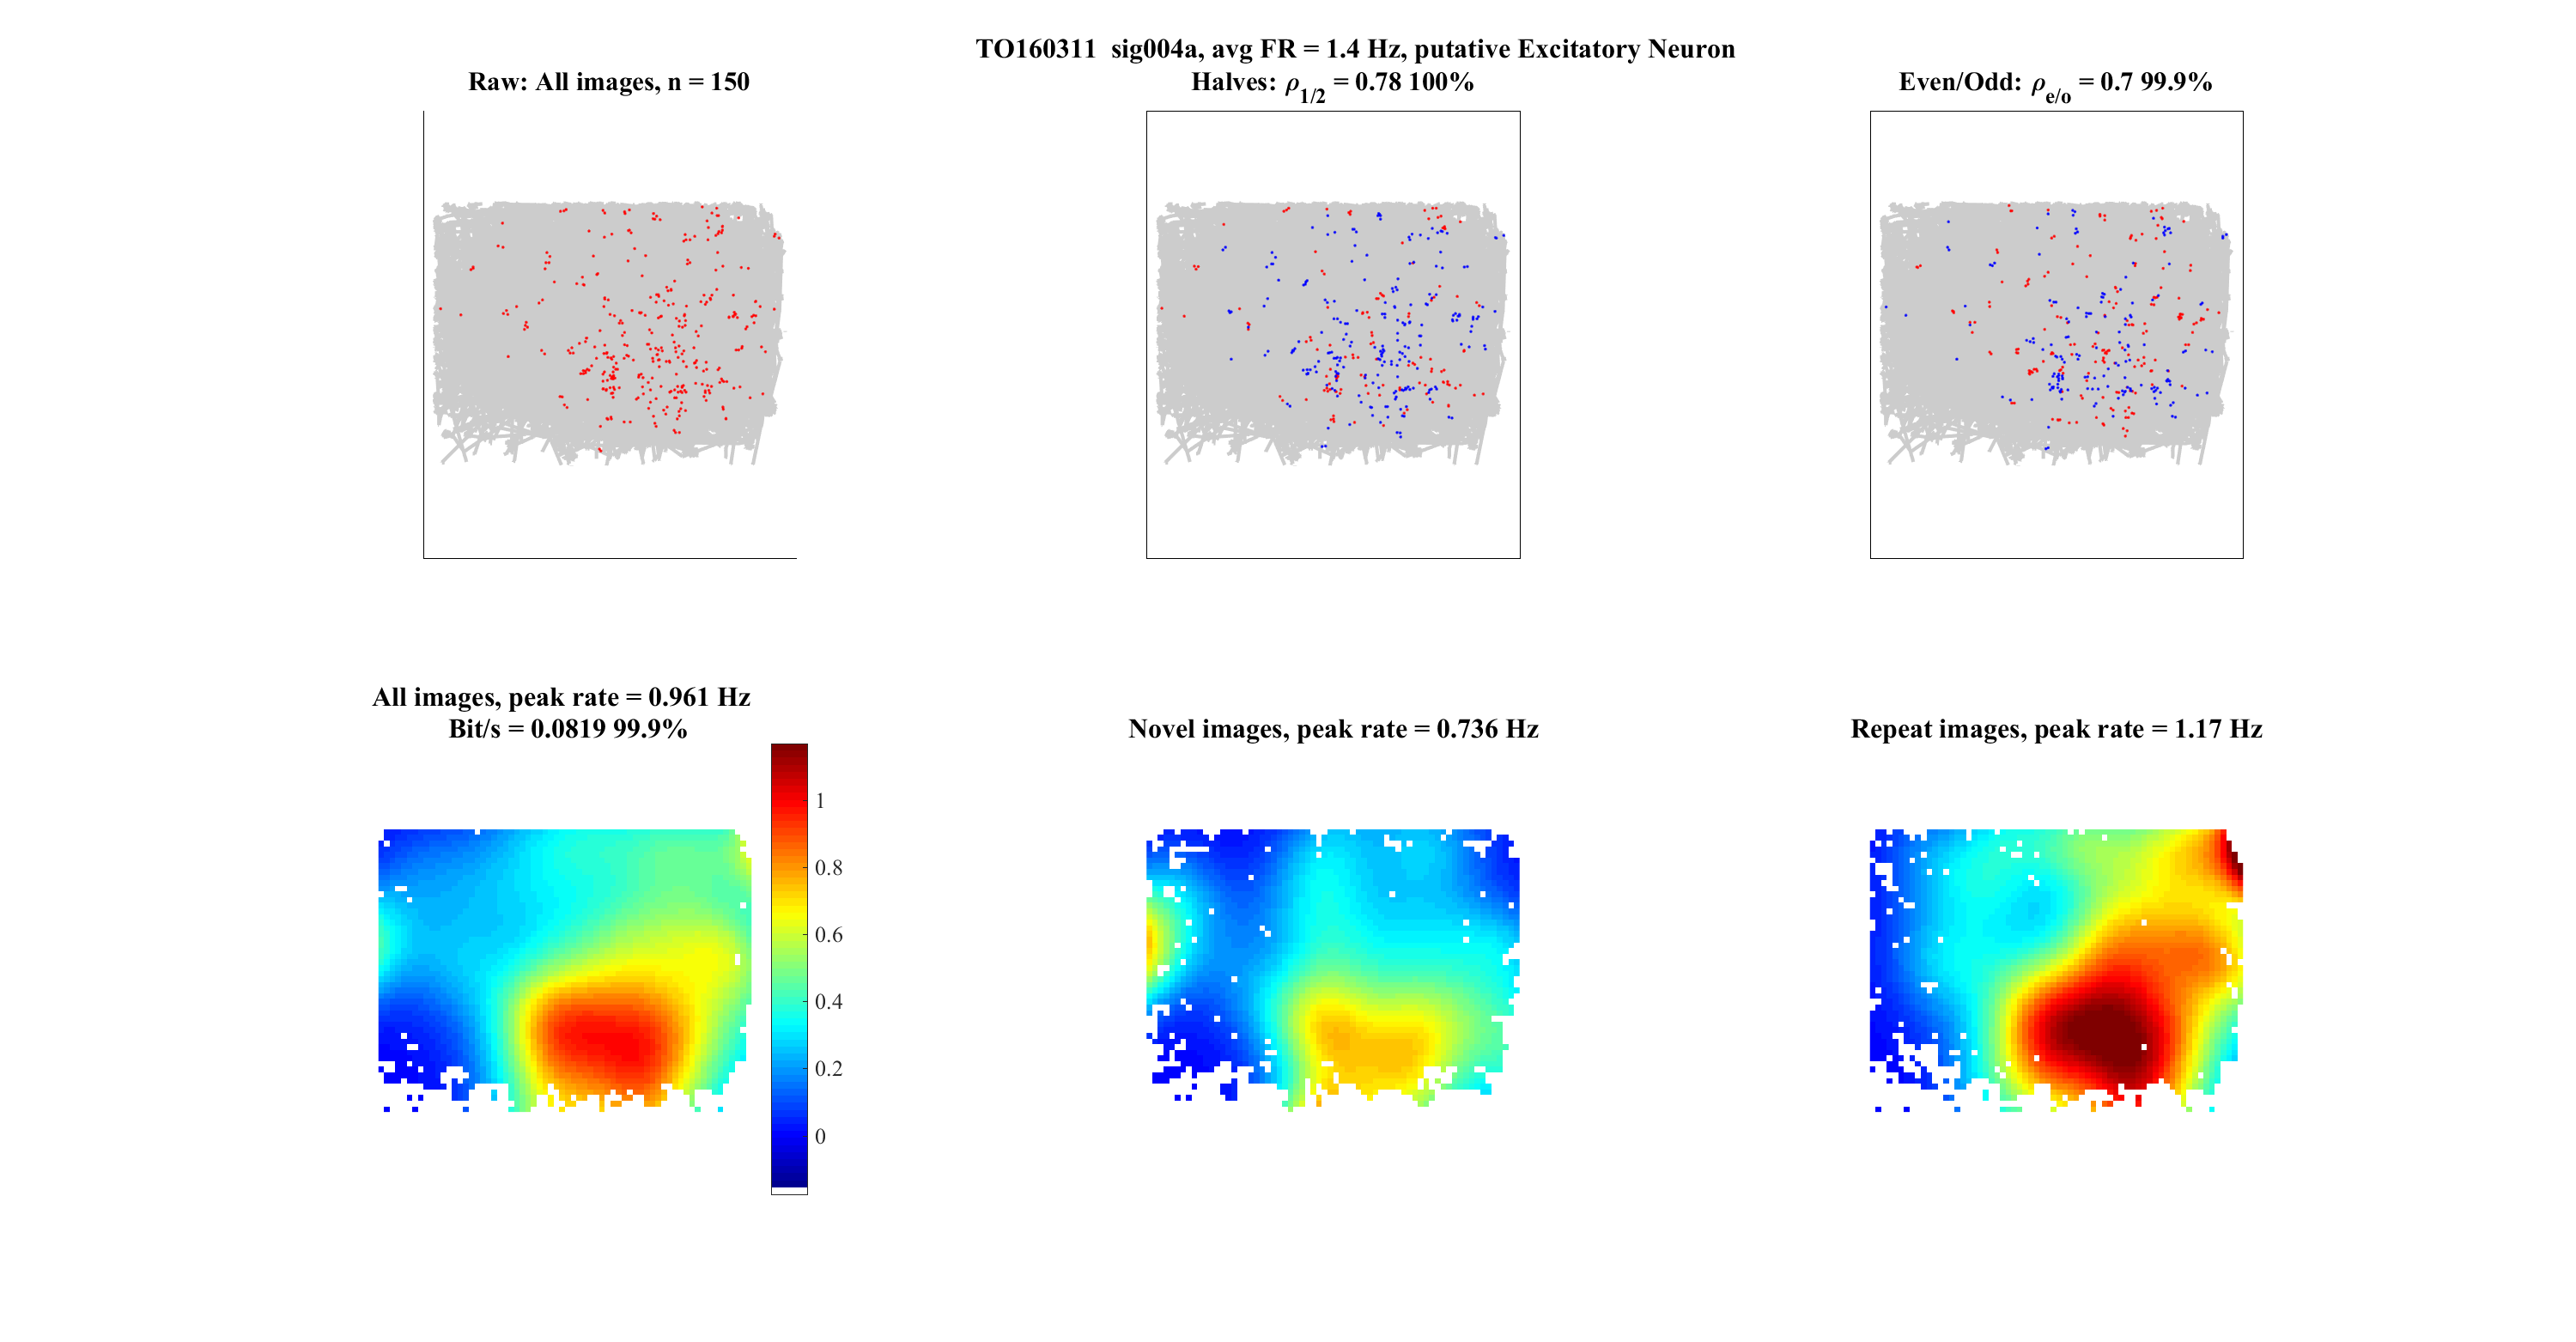 TO160311 sig004a, avg FR = 1.4 Hz, putative Excitatory Neuron
Raw: All images, n = 150
Halves: ρ1/2 = 0.78 100%
Even/Odd: ρe/o = 0.7 99.9%
All images, peak rate = 0.961 Hz
Bit/s = 0.0819 99.9%
1
0.8
0.6
0.4
0.2
0
Novel images, peak rate = 0.736 Hz
Repeat images, peak rate = 1.17 Hz